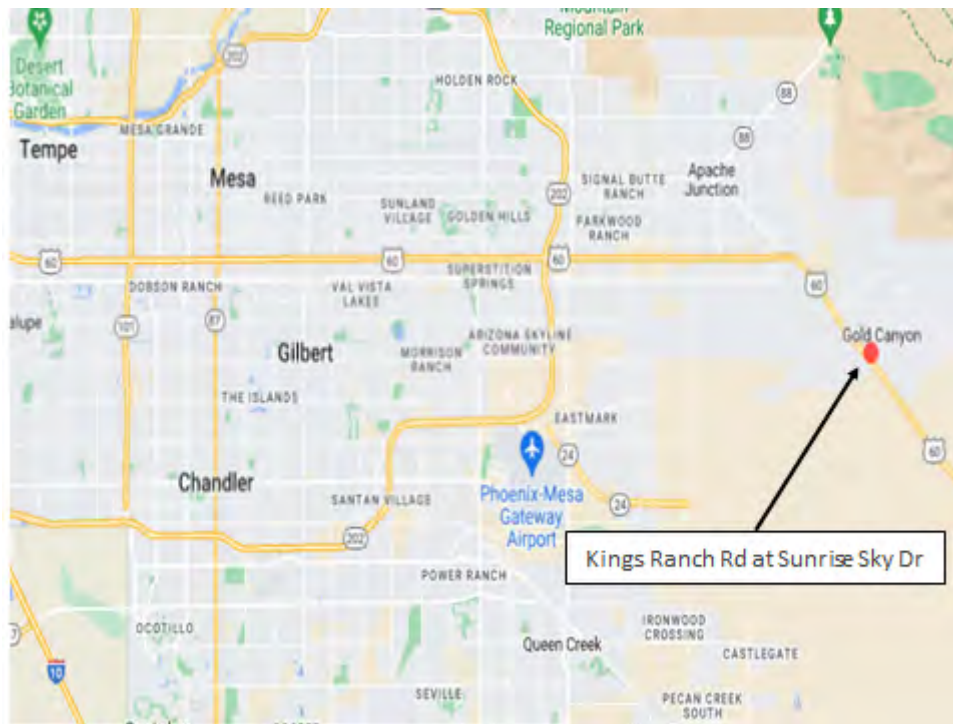 Mountain
Regional Park
202
Desert
Botanical
Garden
HOLDEN ROCK
88
MESA GRANDE
Tempe
88
Mesa
Apache
Junction
SIGNAL BUTTE
RANCH
202
REED PARK
SUNLAND
VILLAGE
GOLDEN HILLS
PARKWOOD
RANCH
60
60
60
SUPERSTITION
SPRINGS
DOBSON RANCH
VAL VISTA
LAKES
60
101
87
alupe
Gold Canyon
ARIZONA SKYLINE
COMMUNITY
Gilbert
MORRISON
RANCH
THE ISLANDS
EASTMARK
60
24
Chandler
SANTAN VILLAGE
Phoenix-Mesa
Gateway
Airport
24
202
Kings Ranch Rd at Sunrise Sky Dr
POWER RANCH
OCOTILLO
IRONWOOD
CROSSING
Queen Creek
CASTLEGATE
10
SEVILLE
PECAN CREEK
SOUTH